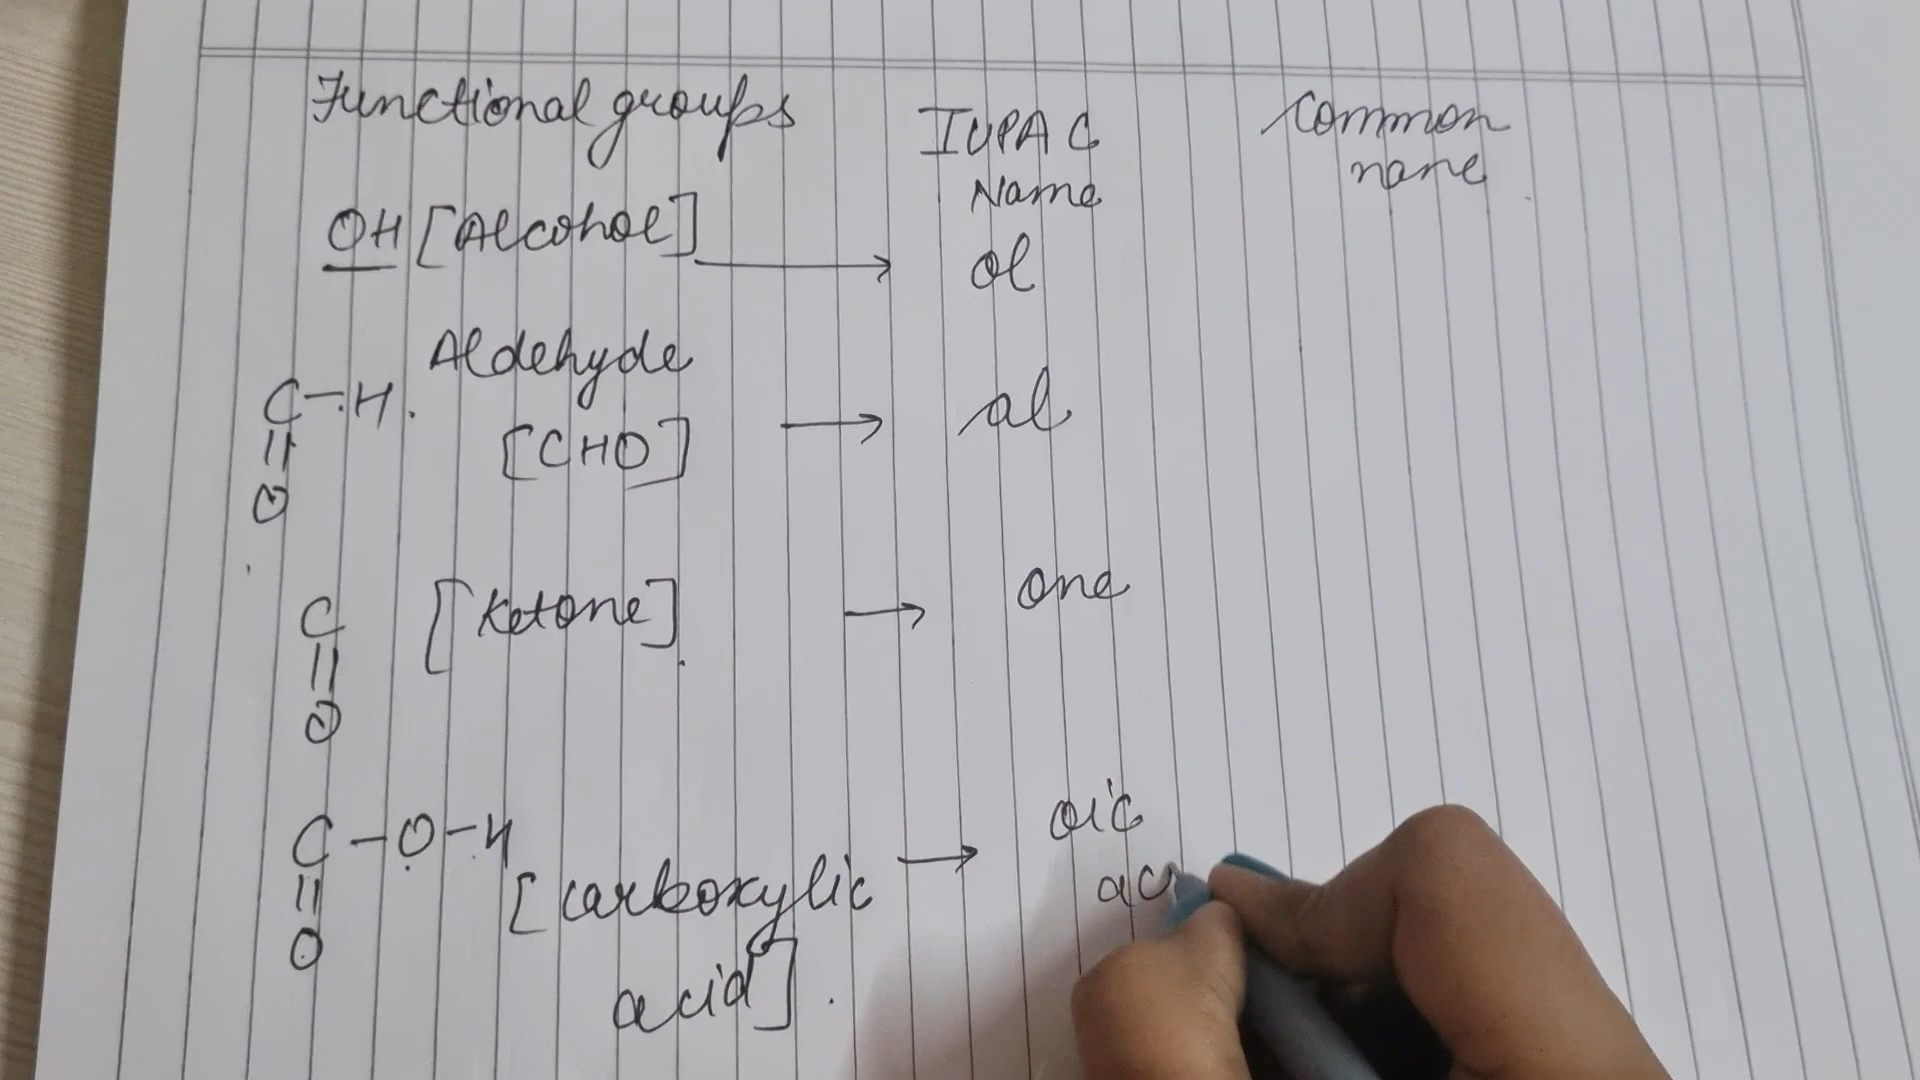 Functional groups
IUPAC
Name
Common
name
OH [Alcohol]
ol
Aldehyde
C-H.
[CHO]
al
||
O
C
[Ketone]
one
||
O
C-O-H
[carboxylic
acid].
oic
ac
||
O